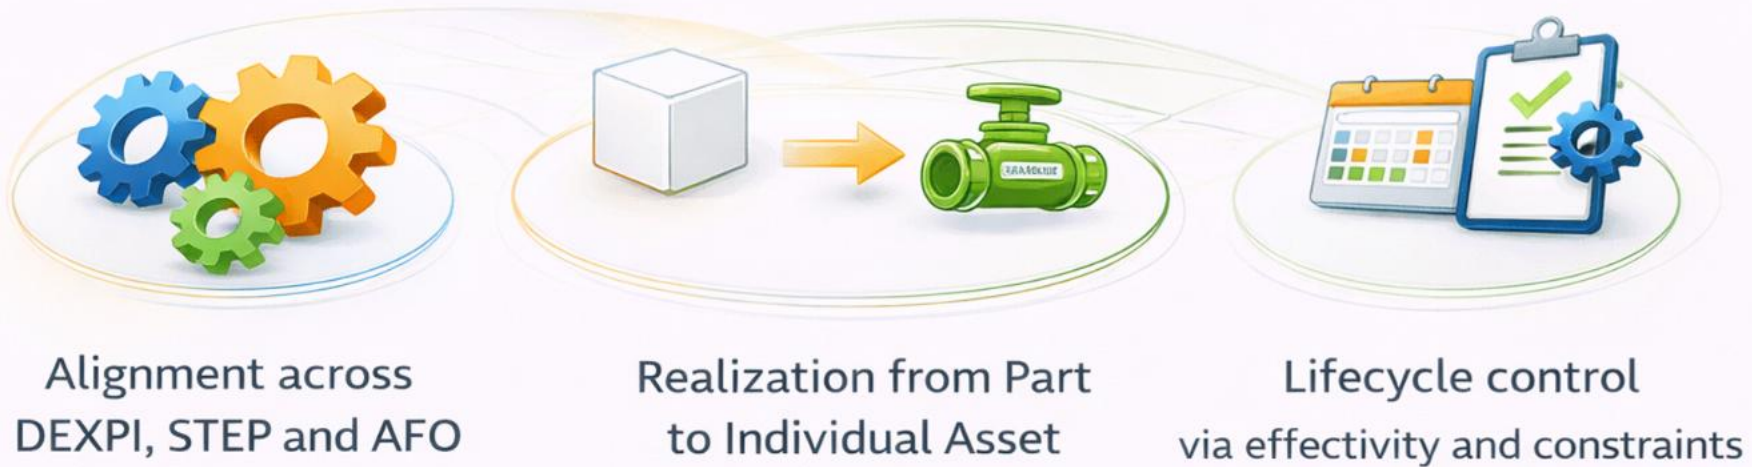 Alignment across
DEXPI, STEP and AFO
Realization from Part
to Individual Asset
Lifecycle control
via effectivity and constraints